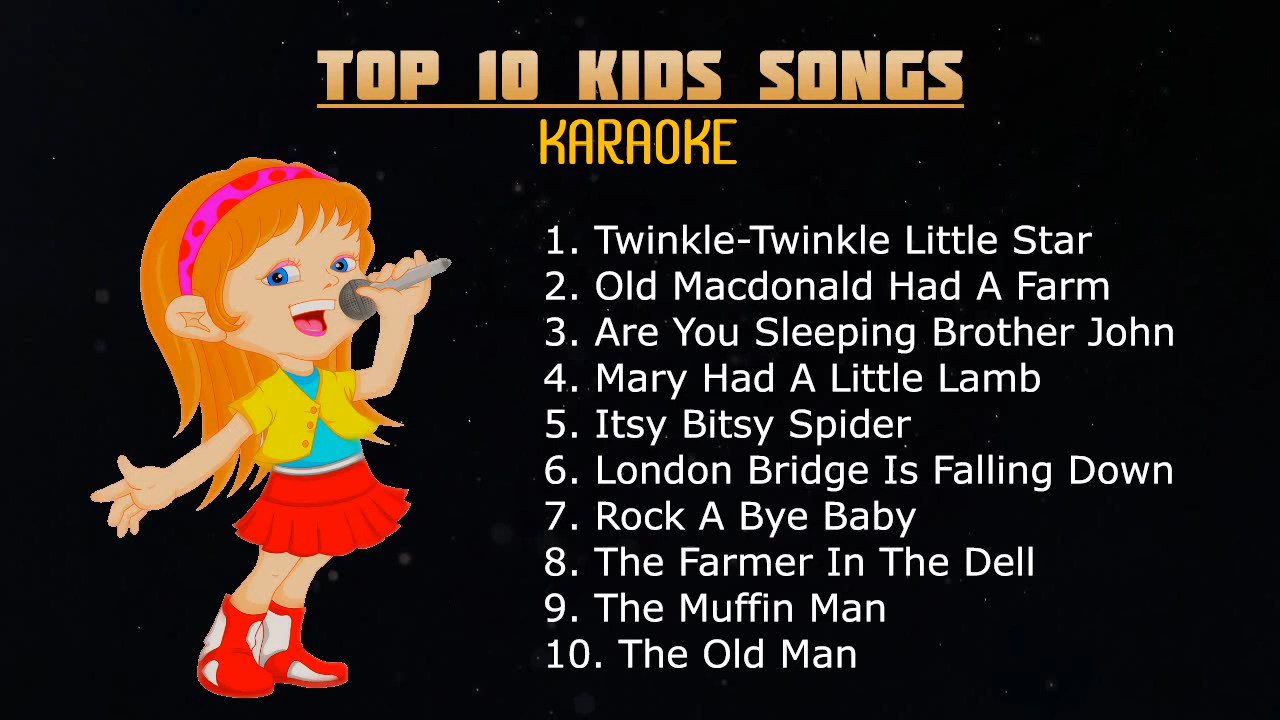 TOP 10 KIDS SONGS
KARAOKE
1. Twinkle-Twinkle Little Star
2. Old Macdonald Had A Farm
3. Are You Sleeping Brother John
4. Mary Had A Little Lamb
5. Itsy Bitsy Spider
6. London Bridge Is Falling Down
7. Rock A Bye Baby
8. The Farmer In The Dell
9. The Muffin Man
10. The Old Man